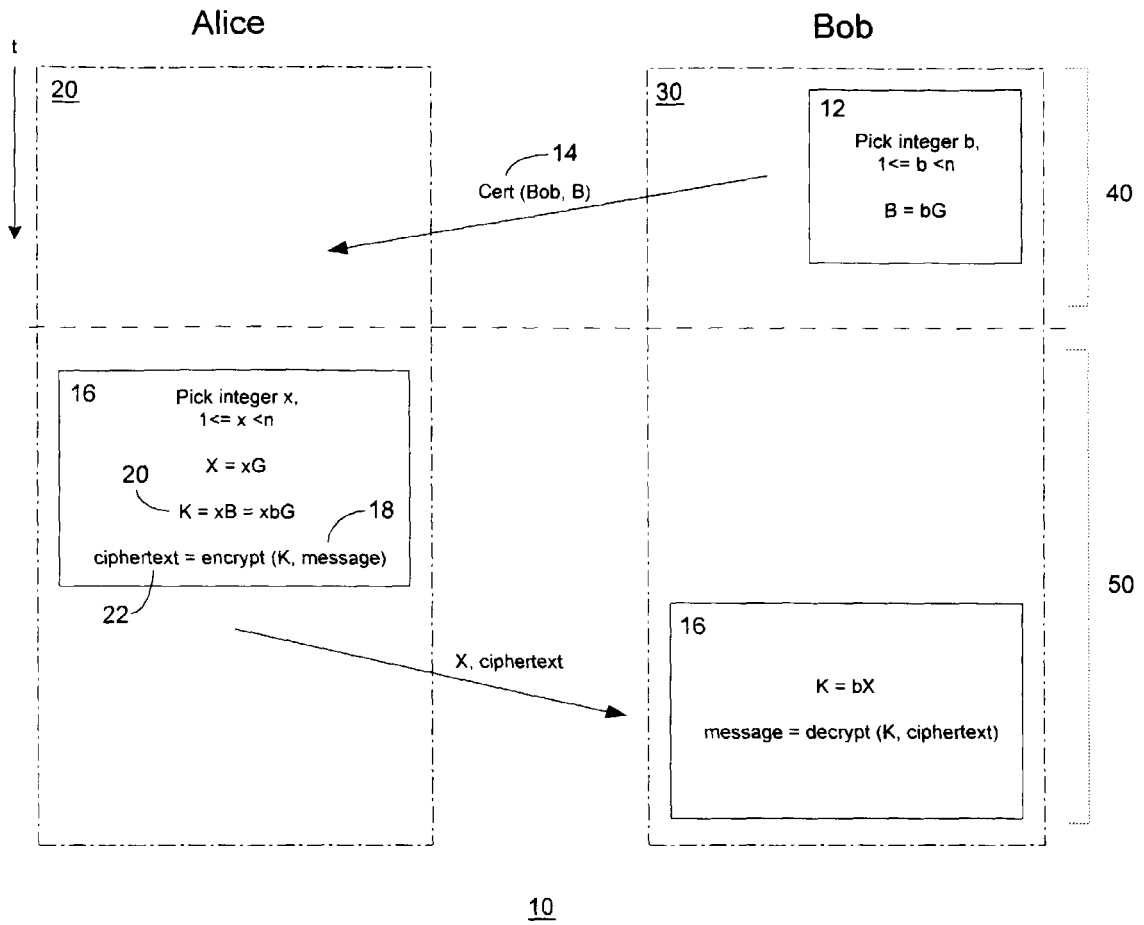 Alice
Bob
t
20
30
12
Pick integer b,
1<= b <n
B = bG
14
Cert (Bob, B)
40
16
Pick integer x,
1<= x <n
X = xG
20
K = xB = xbG
18
ciphertext = encrypt (K, message)
22
50
X, ciphertext
16
K = bX
message = decrypt (K, ciphertext)
10